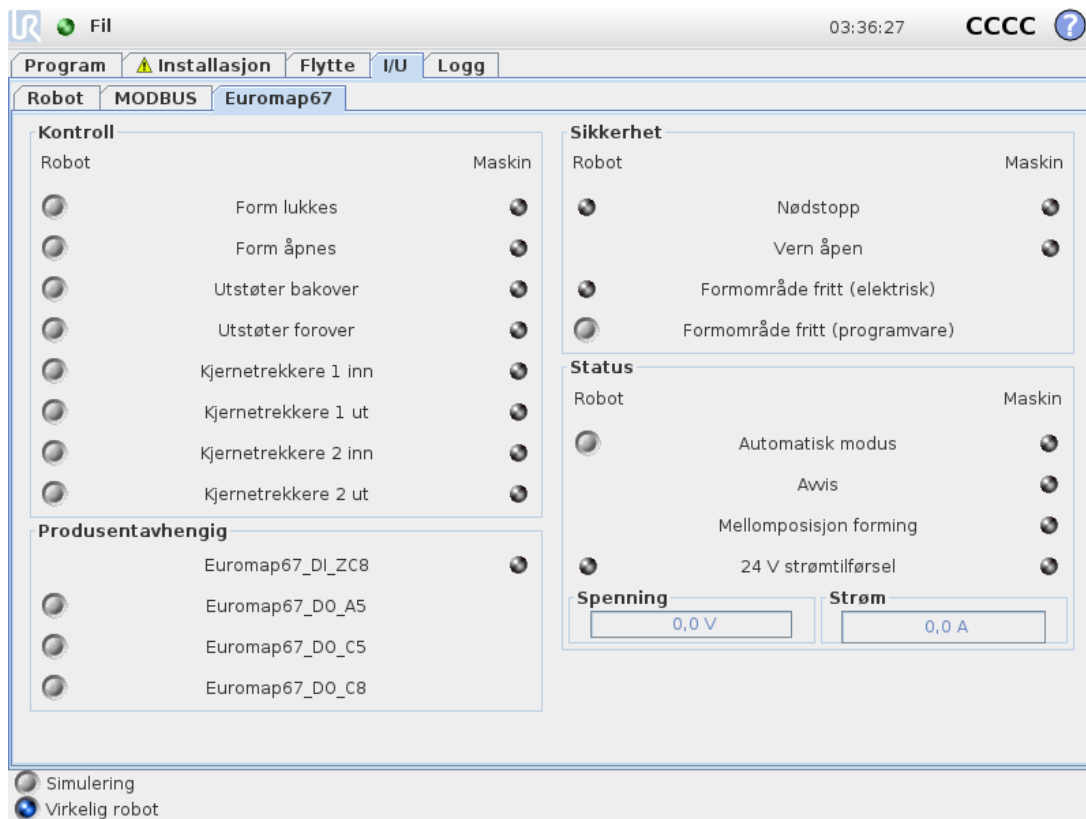 UR Fil 03:36:27 CCCC ?
Program Installasjon Flytte I/U Logg
Robot MODBUS Euromap67
Kontroll
Robot Maskin
Form lukkes
Form åpnes
Utstøter bakover
Utstøter forover
Kjernetrekkere 1 inn
Kjernetrekkere 1 ut
Kjernetrekkere 2 inn
Kjernetrekkere 2 ut
Produsentavhengig
Euromap67_DI_ZC8
Euromap67_DO_A5
Euromap67_DO_C5
Euromap67_DO_C8
Sikkerhet
Robot Maskin
Nødstopp
Vern åpen
Formområde fritt (elektrisk)
Formområde fritt (programvare)
Status
Robot Maskin
Automatisk modus
Avvis
Mellomposisjon forming
24 V strømtilførsel
Spenning Strøm
0,0 V 0,0 A
Simulering
Virkelig robot